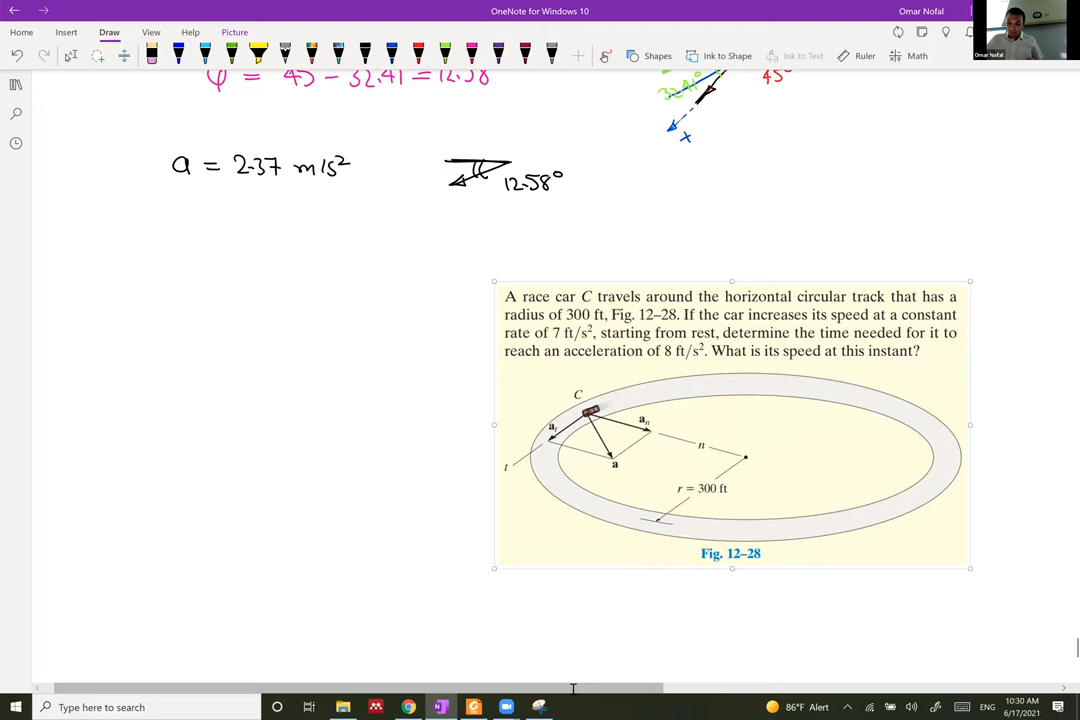 OneNote for Windows 10
Omar Nofal
Home Insert Draw View Help Picture
Shapes Ink to Shape Ink to Text Ruler Math
Omar Nofal
φ = 45 - 32.41 = 12.58
32.41°
45°
x
a = 2.37 m/s²
12.58°
A race car C travels around the horizontal circular track that has a
radius of 300 ft, Fig. 12–28. If the car increases its speed at a constant
rate of 7 ft/s², starting from rest, determine the time needed for it to
reach an acceleration of 8 ft/s². What is its speed at this instant?
C
aₜ
aₙ
n
a
t
r = 300 ft
Fig. 12–28
Type here to search
86°F Alert
ENG
10:30 AM
6/17/2021